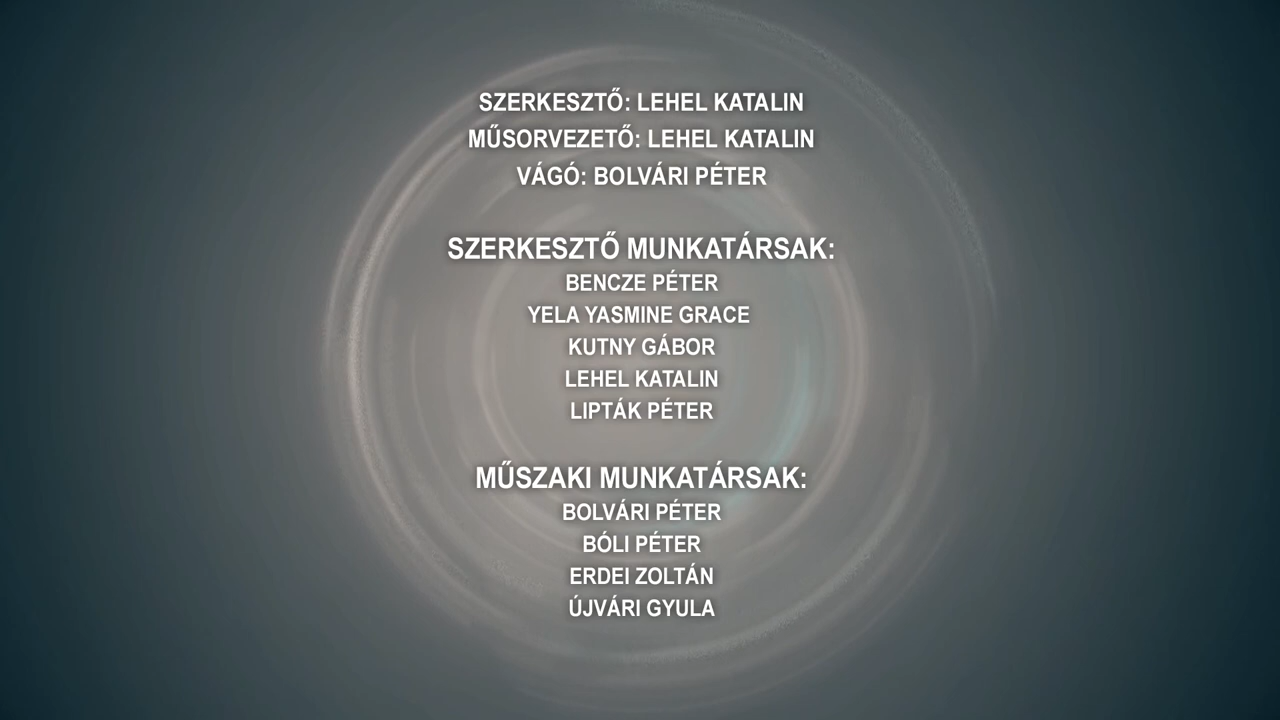 SZERKESZTŐ: LEHEL KATALIN
MŰSORVEZETŐ: LEHEL KATALIN
VÁGÓ: BOLVÁRI PÉTER
SZERKESZTŐ MUNKATÁRSAK:
BENCZE PÉTER
YELA YASMINE GRACE
KUTNY GÁBOR
LEHEL KATALIN
LIPTÁK PÉTER
MŰSZAKI MUNKATÁRSAK:
BOLVÁRI PÉTER
BÓLI PÉTER
ERDEI ZOLTÁN
ÚJVÁRI GYULA